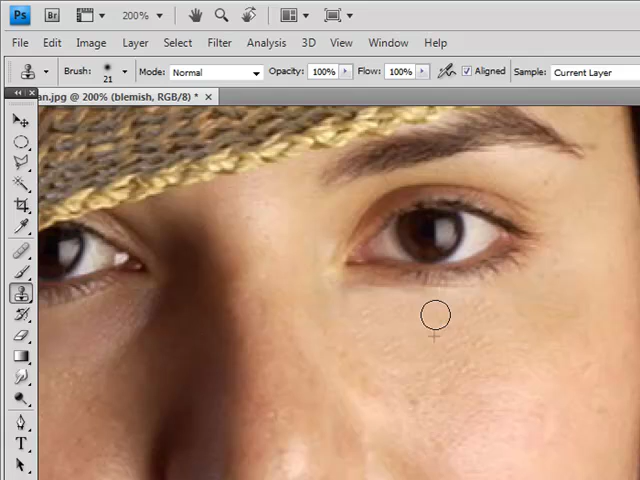 Ps Br 200%
File Edit Image Layer Select Filter Analysis 3D View Window Help
Brush: 21 Mode: Normal Opacity: 100% Flow: 100% Aligned Sample: Current Layer
an.jpg @ 200% (blemish, RGB/8) *
T